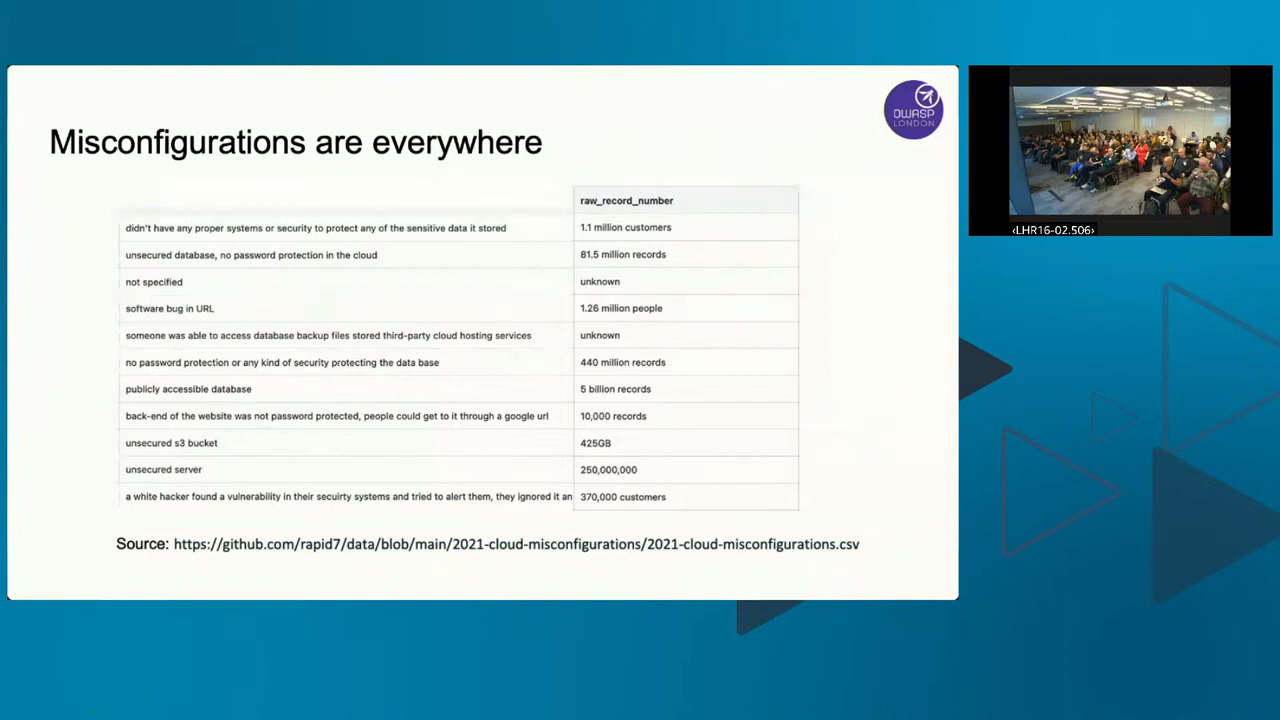 OWASP
LONDON
Misconfigurations are everywhere
raw_record_number
didn't have any proper systems or security to protect any of the sensitive data it stored 1.1 million customers
unsecured database, no password protection in the cloud 81.5 million records
not specified unknown
software bug in URL 1.26 million people
someone was able to access database backup files stored third-party cloud hosting services unknown
no password protection or any kind of security protecting the data base 440 million records
publicly accessible database 5 billion records
back-end of the website was not password protected, people could get to it through a google url 10,000 records
unsecured s3 bucket 425GB
unsecured server 250,000,000
a white hacker found a vulnerability in their secuirty systems and tried to alert them, they ignored it an 370,000 customers
Source: https://github.com/rapid7/data/blob/main/2021-cloud-misconfigurations/2021-cloud-misconfigurations.csv
‹LHR16-02.506›